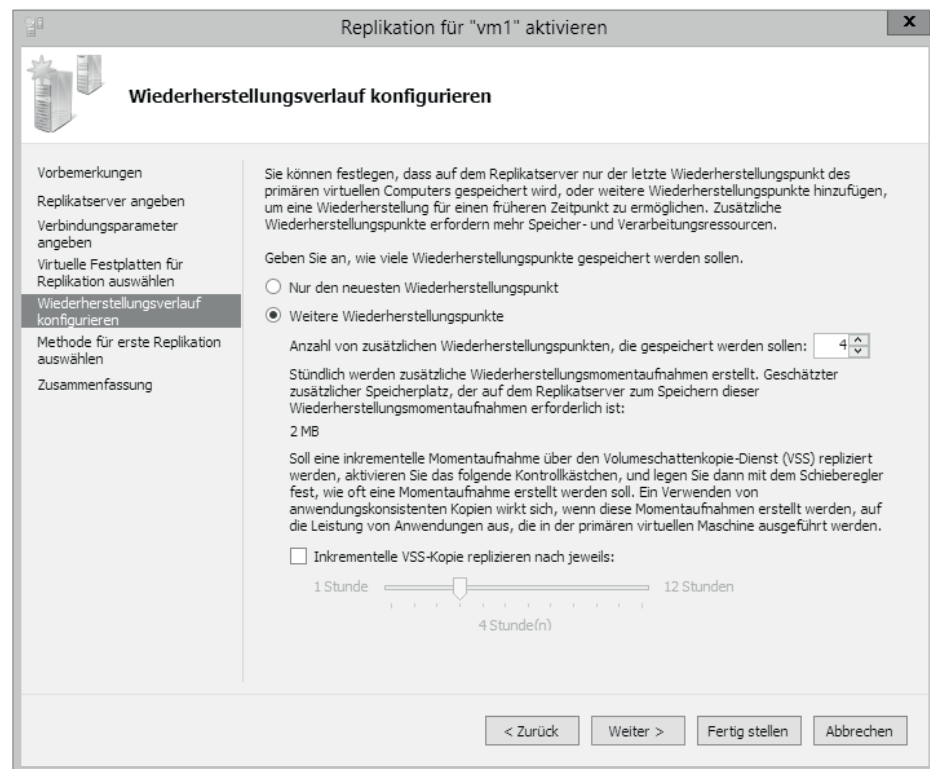 Replikation für "vm1" aktivieren
x
Wiederherstellungsverlauf konfigurieren
Vorbemerkungen
Replikatserver angeben
Verbindungsparameter
angeben
Virtuelle Festplatten für
Replikation auswählen
Wiederherstellungsverlauf
konfigurieren
Methode für erste Replikation
auswählen
Zusammenfassung
Sie können festlegen, dass auf dem Replikatserver nur der letzte Wiederherstellungspunkt des
primären virtuellen Computers gespeichert wird, oder weitere Wiederherstellungspunkte hinzufügen,
um eine Wiederherstellung für einen früheren Zeitpunkt zu ermöglichen. Zusätzliche
Wiederherstellungspunkte erfordern mehr Speicher- und Verarbeitungsressourcen.
Geben Sie an, wie viele Wiederherstellungspunkte gespeichert werden sollen.
Nur den neuesten Wiederherstellungspunkt
Weitere Wiederherstellungspunkte
Anzahl von zusätzlichen Wiederherstellungspunkten, die gespeichert werden sollen: 4
Stündlich werden zusätzliche Wiederherstellungsmomentaufnahmen erstellt. Geschätzter
zusätzlicher Speicherplatz, der auf dem Replikatserver zum Speichern dieser
Wiederherstellungsmomentaufnahmen erforderlich ist:
2 MB
Soll eine inkrementelle Momentaufnahme über den Volumeschattenkopie-Dienst (VSS) repliziert
werden, aktivieren Sie das folgende Kontrollkästchen, und legen Sie dann mit dem Schieberegler
fest, wie oft eine Momentaufnahme erstellt werden soll. Ein Verwenden von
anwendungskonsistenten Kopien wirkt sich, wenn diese Momentaufnahmen erstellt werden, auf
die Leistung von Anwendungen aus, die in der primären virtuellen Maschine ausgeführt werden.
Inkrementelle VSS-Kopie replizieren nach jeweils:
1 Stunde 12 Stunden
4 Stunde(n)
< Zurück Weiter > Fertig stellen Abbrechen